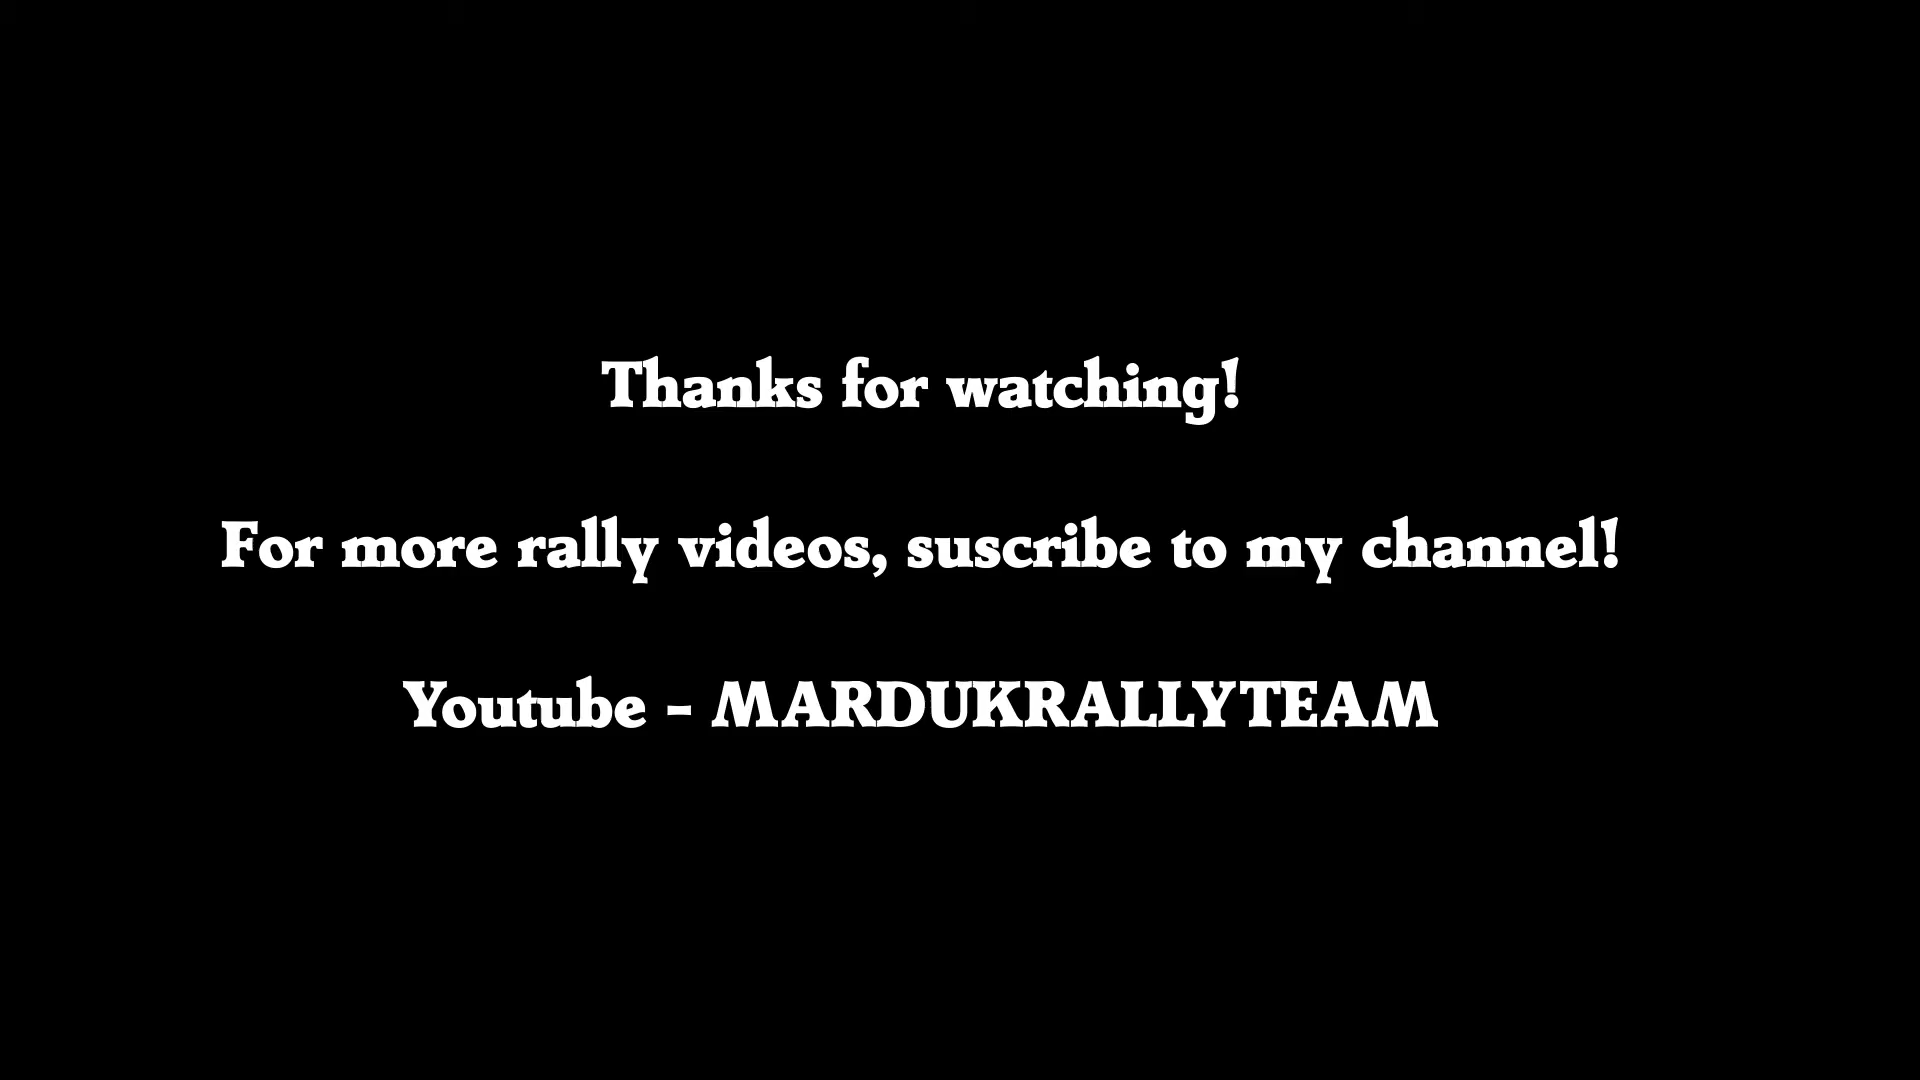 Thanks for watching!
For more rally videos, suscribe to my channel!
Youtube - MARDUKRALLYTEAM